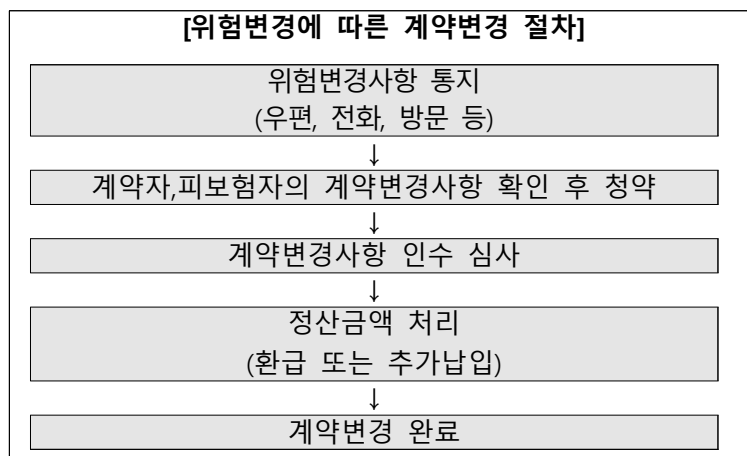 [위험변경에 따른 계약변경 절차]
위험변경사항 통지
(우편, 전화, 방문 등)
↓
계약자,피보험자의 계약변경사항 확인 후 청약
↓
계약변경사항 인수 심사
↓
정산금액 처리
(환급 또는 추가납입)
↓
계약변경 완료